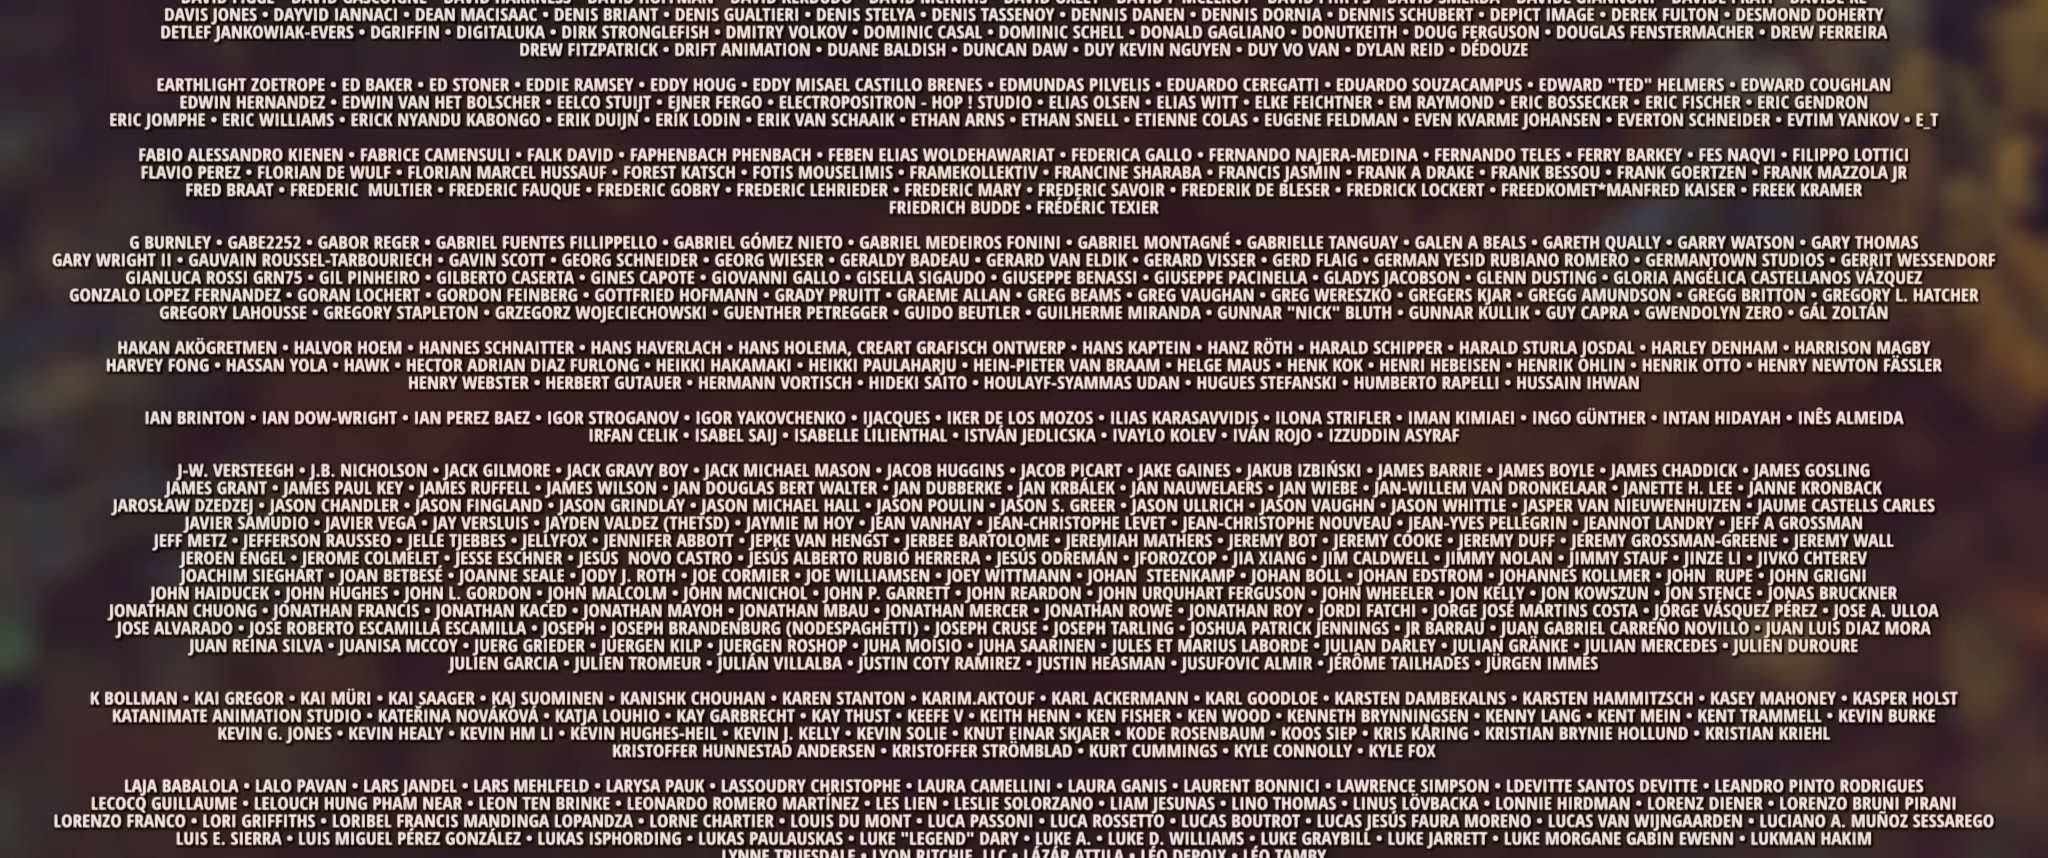 DAVIS JONES • DAYVID IANNACI • DEAN MACISAAC • DENIS BRIANT • DENIS GUALTIERI • DENIS STELYA • DENIS TASSENOY • DENNIS DANEN • DENNIS DORNIA • DENNIS SCHUBERT • DEPICT IMAGE • DEREK FULTON • DESMOND DOHERTY
DETLEF JANKOWIAK-EVERS • DGRIFFIN • DIGITALUKA • DIRK STRONGLEFISH • DMITRY VOLKOV • DOMINIC CASAL • DOMINIC SCHELL • DONALD GAGLIANO • DONUTKEITH • DOUG FERGUSON • DOUGLAS FENSTERMACHER • DREW FERREIRA
DREW FITZPATRICK • DRIFT ANIMATION • DUANE BALDISH • DUNCAN DAW • DUY KEVIN NGUYEN • DUY VO VAN • DYLAN REID • DÉDOUZE
EARTHLIGHT ZOETROPE • ED BAKER • ED STONER • EDDIE RAMSEY • EDDY HOUG • EDDY MISAEL CASTILLO BRENES • EDMUNDAS PILVELIS • EDUARDO CEREGATTI • EDUARDO SOUZACAMPUS • EDWARD "TED" HELMERS • EDWARD COUGHLAN
EDWIN HERNANDEZ • EDWIN VAN HET BOLSCHER • EELCO STUIJT • EJNER FERGO • ELECTROPOSITRON - HOP ! STUDIO • ELIAS OLSEN • ELIAS WITT • ELKE FEICHTNER • EM RAYMOND • ERIC BOSSECKER • ERIC FISCHER • ERIC GENDRON
ERIC JOMPHE • ERIC WILLIAMS • ERICK NYANDU KABONGO • ERIK DUIJN • ERIK LODIN • ERIK VAN SCHAAIK • ETHAN ARNS • ETHAN SNELL • ETIENNE COLAS • EUGENE FELDMAN • EVEN KVARME JOHANSEN • EVERTON SCHNEIDER • EVTIM YANKOV • E_T
FABIO ALESSANDRO KIENEN • FABRICE CAMENSULI • FALK DAVID • FAPHENBACH PHENBACH • FEBEN ELIAS WOLDEHAWARIAT • FEDERICA GALLO • FERNANDO NAJERA-MEDINA • FERNANDO TELES • FERRY BARKEY • FES NAQVI • FILIPPO LOTTICI
FLAVIO PEREZ • FLORIAN DE WULF • FLORIAN MARCEL HUSSAUF • FOREST KATSCH • FOTIS MOUSELIMIS • FRAMEKOLLEKTIV • FRANCINE SHARABA • FRANCIS JASMIN • FRANK A DRAKE • FRANK BESSOU • FRANK GOERTZEN • FRANK MAZZOLA JR
FRED BRAAT • FREDERIC  MULTIER • FREDERIC FAUQUE • FREDERIC GOBRY • FREDERIC LEHRIEDER • FREDERIC MARY • FREDERIC SAVOIR • FREDERIK DE BLESER • FREDRICK LOCKERT • FREEDKOMET*MANFRED KAISER • FREEK KRAMER
FRIEDRICH BUDDE • FRÉDÉRIC TEXIER
G BURNLEY • GABE2252 • GABOR REGER • GABRIEL FUENTES FILLIPPELLO • GABRIEL GÓMEZ NIETO • GABRIEL MEDEIROS FONINI • GABRIEL MONTAGNÉ • GABRIELLE TANGUAY • GALEN A BEALS • GARETH QUALLY • GARRY WATSON • GARY THOMAS
GARY WRIGHT II • GAUVAIN ROUSSEL-TARBOURIECH • GAVIN SCOTT • GEORG SCHNEIDER • GEORG WIESER • GERALDY BADEAU • GERARD VAN ELDIK • GERARD VISSER • GERD FLAIG • GERMAN YESID RUBIANO ROMERO • GERMANTOWN STUDIOS • GERRIT WESSENDORF
GIANLUCA ROSSI GRN75 • GIL PINHEIRO • GILBERTO CASERTA • GINES CAPOTE • GIOVANNI GALLO • GISELLA SIGAUDO • GIUSEPPE BENASSI • GIUSEPPE PACINELLA • GLADYS JACOBSON • GLENN DUSTING • GLORIA ANGÉLICA CASTELLANOS VÁZQUEZ
GONZALO LOPEZ FERNANDEZ • GORAN LOCHERT • GORDON FEINBERG • GOTTFRIED HOFMANN • GRADY PRUITT • GRAEME ALLAN • GREG BEAMS • GREG VAUGHAN • GREG WERESZKO • GREGERS KJAR • GREGG AMUNDSON • GREGG BRITTON • GREGORY L. HATCHER
GREGORY LAHOUSSE • GREGORY STAPLETON • GRZEGORZ WOJECIECHOWSKI • GUENTHER PETREGGER • GUIDO BEUTLER • GUILHERME MIRANDA • GUNNAR "NICK" BLUTH • GUNNAR KULLIK • GUY CAPRA • GWENDOLYN ZERO • GÁL ZOLTÁN
HAKAN AKÖGRETMEN • HALVOR HOEM • HANNES SCHNAITTER • HANS HAVERLACH • HANS HOLEMA, CREART GRAFISCH ONTWERP • HANS KAPTEIN • HANZ RÖTH • HARALD SCHIPPER • HARALD STURLA JOSDAL • HARLEY DENHAM • HARRISON MAGBY
HARVEY FONG • HASSAN YOLA • HAWK • HECTOR ADRIAN DIAZ FURLONG • HEIKKI HAKAMAKI • HEIKKI PAULAHARJU • HEIN-PIETER VAN BRAAM • HELGE MAUS • HENK KOK • HENRI HEBEISEN • HENRIK ÖHLIN • HENRIK OTTO • HENRY NEWTON FÄSSLER
HENRY WEBSTER • HERBERT GUTAUER • HERMANN VORTISCH • HIDEKI SAITO • HOULAYF-SYAMMAS UDAN • HUGUES STEFANSKI • HUMBERTO RAPELLI • HUSSAIN IHWAN
IAN BRINTON • IAN DOW-WRIGHT • IAN PEREZ BAEZ • IGOR STROGANOV • IGOR YAKOVCHENKO • IJACQUES • IKER DE LOS MOZOS • ILIAS KARASAVVIDIS • ILONA STRIFLER • IMAN KIMIAEI • INGO GÜNTHER • INTAN HIDAYAH • INÊS ALMEIDA
IRFAN CELIK • ISABEL SAIJ • ISABELLE LILIENTHAL • ISTVÁN JEDLICSKA • IVAYLO KOLEV • IVÁN ROJO • IZZUDDIN ASYRAF
J-W. VERSTEEGH • J.B. NICHOLSON • JACK GILMORE • JACK GRAVY BOY • JACK MICHAEL MASON • JACOB HUGGINS • JACOB PICART • JAKE GAINES • JAKUB IZBIŃSKI • JAMES BARRIE • JAMES BOYLE • JAMES CHADDICK • JAMES GOSLING
JAMES GRANT • JAMES PAUL KEY • JAMES RUFFELL • JAMES WILSON • JAN DOUGLAS BERT WALTER • JAN DUBBERKE • JAN KRBÁLEK • JAN NAUWELAERS • JAN WIEBE • JAN-WILLEM VAN DRONKELAAR • JANETTE H. LEE • JANNE KRONBACK
JAROSŁAW DZEDZEJ • JASON CHANDLER • JASON FINGLAND • JASON GRINDLAY • JASON MICHAEL HALL • JASON POULIN • JASON S. GREER • JASON ULLRICH • JASON VAUGHN • JASON WHITTLE • JASPER VAN NIEUWENHUIZEN • JAUME CASTELLS CARLES
JAVIER SAMUDIO • JAVIER VEGA • JAY VERSLUIS • JAYDEN VALDEZ (THETSD) • JAYMIE M HOY • JEAN VANHAY • JEAN-CHRISTOPHE LEVET • JEAN-CHRISTOPHE NOUVEAU • JEAN-YVES PELLEGRIN • JEANNOT LANDRY • JEFF A GROSSMAN
JEFF METZ • JEFFERSON RAUSSEO • JELLE TJEBBES • JELLYFOX • JENNIFER ABBOTT • JEPKE VAN HENGST • JERBEE BARTOLOME • JEREMIAH MATHERS • JEREMY BOT • JEREMY COOKE • JEREMY DUFF • JEREMY GROSSMAN-GREENE • JEREMY WALL
JEROEN ENGEL • JEROME COLMELET • JESSE ESCHNER • JESUS  NOVO CASTRO • JESÚS ALBERTO RUBIO HERRERA • JESÚS ODREMÁN • JFOROZCOP • JIA XIANG • JIM CALDWELL • JIMMY NOLAN • JIMMY STAUF • JINZE LI • JIVKO CHTEREV
JOACHIM SIEGHART • JOAN BETBESÉ • JOANNE SEALE • JODY J. ROTH • JOE CORMIER • JOE WILLIAMSEN • JOEY WITTMANN • JOHAN  STEENKAMP • JOHAN BOLL • JOHAN EDSTROM • JOHANNES KOLLMER • JOHN  RUPE • JOHN GRIGNI
JOHN HAIDUCEK • JOHN HUGHES • JOHN L. GORDON • JOHN MALCOLM • JOHN MCNICHOL • JOHN P. GARRETT • JOHN REARDON • JOHN URQUHART FERGUSON • JOHN WHEELER • JON KELLY • JON KOWSZUN • JON STENCE • JONAS BRUCKNER
JONATHAN CHUONG • JONATHAN FRANCIS • JONATHAN KACED • JONATHAN MAYOH • JONATHAN MBAU • JONATHAN MERCER • JONATHAN ROWE • JONATHAN ROY • JORDI FATCHI • JORGE JOSÉ MARTINS COSTA • JORGE VÁSQUEZ PÉREZ • JOSE A. ULLOA
JOSE ALVARADO • JOSE ROBERTO ESCAMILLA ESCAMILLA • JOSEPH • JOSEPH BRANDENBURG (NODESPAGHETTI) • JOSEPH CRUSE • JOSEPH TARLING • JOSHUA PATRICK JENNINGS • JR BARRAU • JUAN GABRIEL CARREÑO NOVILLO • JUAN LUIS DIAZ MORA
JUAN REINA SILVA • JUANISA MCCOY • JUERG GRIEDER • JUERGEN KILP • JUERGEN ROSHOP • JUHA MOISIO • JUHA SAARINEN • JULES ET MARIUS LABORDE • JULIAN DARLEY • JULIAN GRÄNKE • JULIAN MERCEDES • JULIEN DUROURE
JULIEN GARCIA • JULIEN TROMEUR • JULIÁN VILLALBA • JUSTIN COTY RAMIREZ • JUSTIN HEASMAN • JUSUFOVIC ALMIR • JÉRÔME TAILHADES • JÜRGEN IMMES
K BOLLMAN • KAI GREGOR • KAI MÜRI • KAI SAAGER • KAJ SUOMINEN • KANISHK CHOUHAN • KAREN STANTON • KARIM.AKTOUF • KARL ACKERMANN • KARL GOODLOE • KARSTEN DAMBEKALNS • KARSTEN HAMMITZSCH • KASEY MAHONEY • KASPER HOLST
KATANIMATE ANIMATION STUDIO • KATEŘINA NOVÁKOVÁ • KATJA LOUHIO • KAY GARBRECHT • KAY THUST • KEEFE V • KEITH HENN • KEN FISHER • KEN WOOD • KENNETH BRYNNINGSEN • KENNY LANG • KENT MEIN • KENT TRAMMELL • KEVIN BURKE
KEVIN G. JONES • KEVIN HEALY • KEVIN HM LI • KEVIN HUGHES-HEIL • KEVIN J. KELLY • KEVIN SOLIE • KNUT EINAR SKJAER • KODE ROSENBAUM • KOOS SIEP • KRIS KÄRING • KRISTIAN BRYNIE HOLLUND • KRISTIAN KRIEHL
KRISTOFFER HUNNESTAD ANDERSEN • KRISTOFFER STRÖMBLAD • KURT CUMMINGS • KYLE CONNOLLY • KYLE FOX
LAJA BABALOLA • LALO PAVAN • LARS JANDEL • LARS MEHLFELD • LARYSA PAUK • LASSOUDRY CHRISTOPHE • LAURA CAMELLINI • LAURA GANIS • LAURENT BONNICI • LAWRENCE SIMPSON • LDEVITTE SANTOS DEVITTE • LEANDRO PINTO RODRIGUES
LECOCQ GUILLAUME • LELOUCH HUNG PHAM NEAR • LEON TEN BRINKE • LEONARDO ROMERO MARTÍNEZ • LES LIEN • LESLIE SOLORZANO • LIAM JESUNAS • LINO THOMAS • LINUS LÖVBACKA • LONNIE HIRDMAN • LORENZ DIENER • LORENZO BRUNI PIRANI
LORENZO FRANCO • LORI GRIFFITHS • LORIBEL FRANCIS MANDINGA LOPANDZA • LORNE CHARTIER • LOUIS DU MONT • LUCA PASSONI • LUCA ROSSETTO • LUCAS BOUTROT • LUCAS JESÚS FAURA MORENO • LUCAS VAN WIJNGAARDEN • LUCIANO A. MUÑOZ SESSAREGO
LUIS E. SIERRA • LUIS MIGUEL PÉREZ GONZÁLEZ • LUKAS ISPHORDING • LUKAS PAULAUSKAS • LUKE "LEGEND" DARY • LUKE A. • LUKE D. WILLIAMS • LUKE GRAYBILL • LUKE JARRETT • LUKE MORGANE GABIN EWENN • LUKMAN HAKIM
LYNNE TRUESDALE • LYON RITCHIE, LLC • LÁZÁR ATTILA • LÉO DEPOIX • LÉO TAMBY